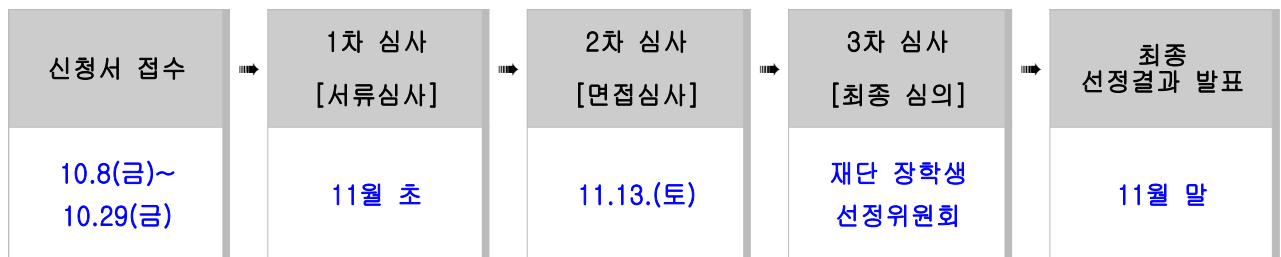 신청서 접수
1차 심사
[서류심사]
2차 심사
[면접심사]
3차 심사
[최종 심의]
최종
선정결과 발표
10.8(금)~
10.29(금)
11월 초
11.13.(토)
재단 장학생
선정위원회
11월 말